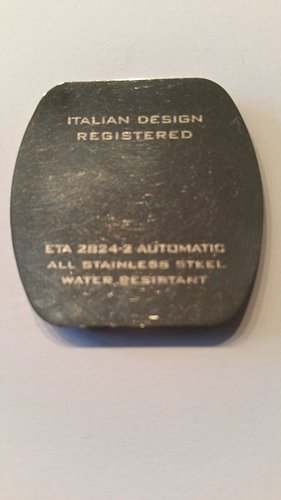 ITALIAN DESIGN
REGISTERED
ETA 2824-2 AUTOMATIC
ALL STAINLESS STEEL
WATER RESISTANT